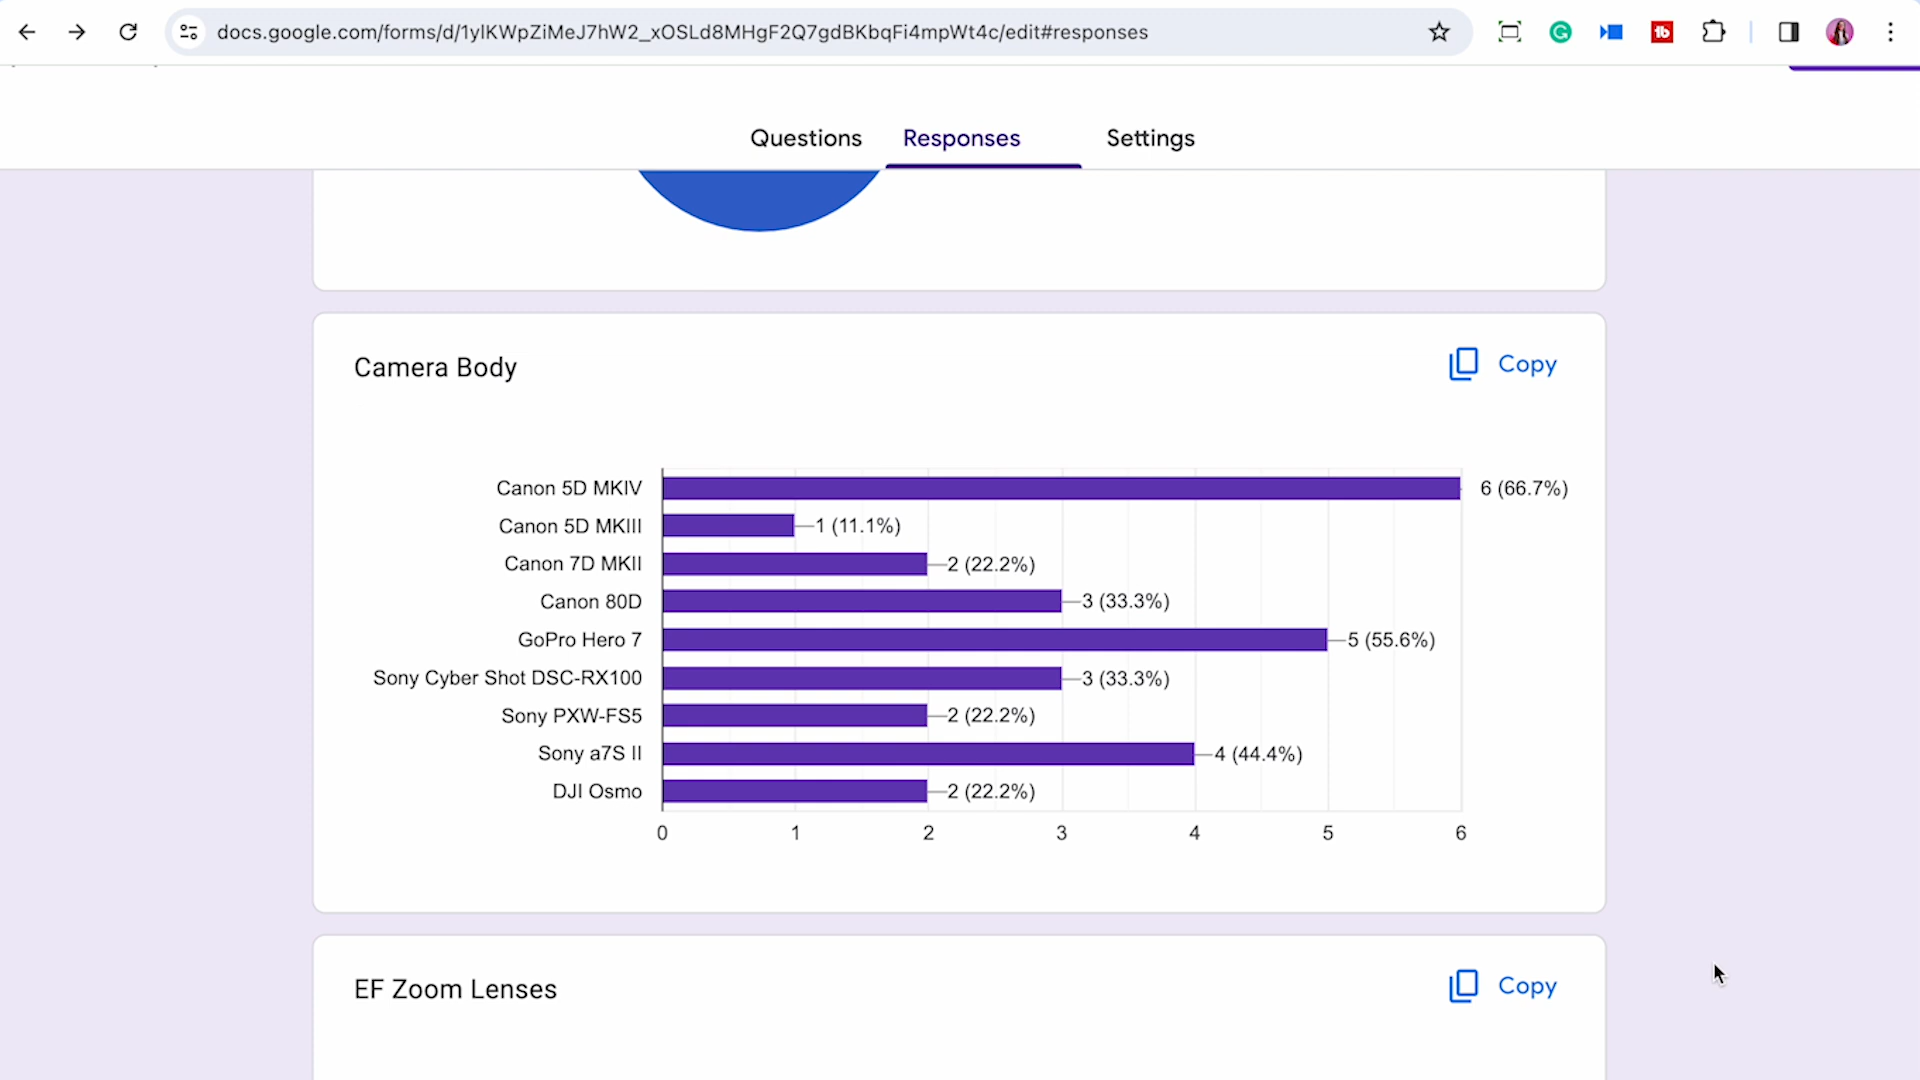 docs.google.com/forms/d/1ylKWpZiMeJ7hW2_xOSLd8MHgF2Q7gdBKbqFi4mpWt4c/edit#responses
Questions Responses Settings
Camera Body
Copy
Canon 5D MKIV 6 (66.7%)
Canon 5D MKIII 1 (11.1%)
Canon 7D MKII 2 (22.2%)
Canon 80D 3 (33.3%)
GoPro Hero 7 5 (55.6%)
Sony Cyber Shot DSC-RX100 3 (33.3%)
Sony PXW-FS5 2 (22.2%)
Sony a7S II 4 (44.4%)
DJI Osmo 2 (22.2%)
0 1 2 3 4 5 6
EF Zoom Lenses
Copy